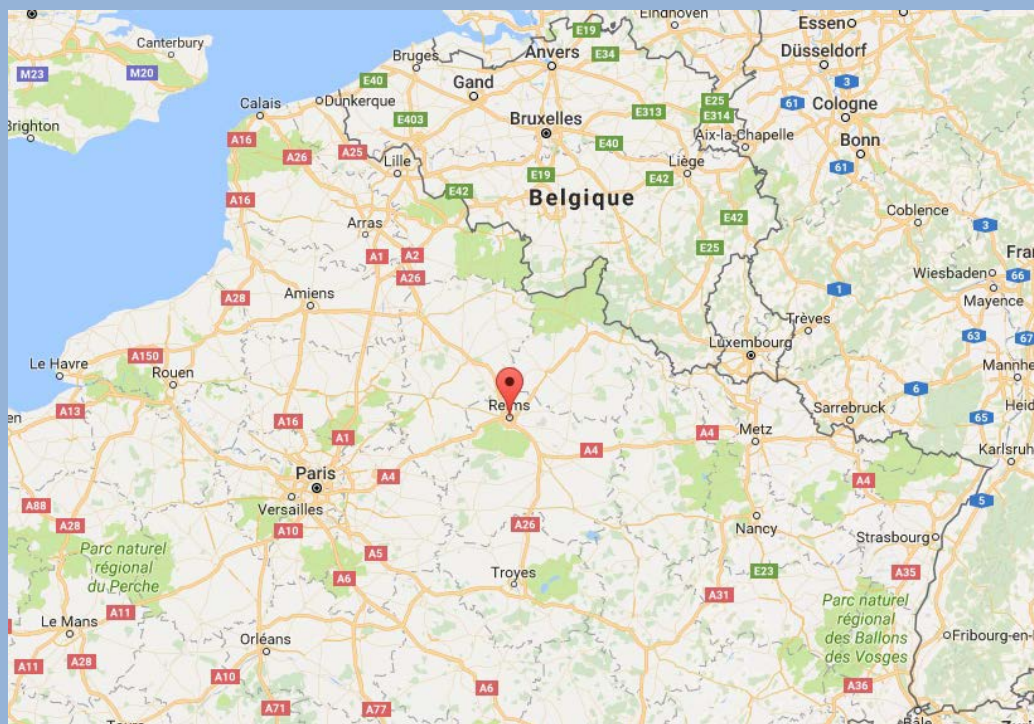 Eindhoven
E19
Essen
Canterbury
Anvers
E34
Düsseldorf
Bruges
M23
M20
E40
Gand
3
Calais
Dunkerque
E25
61
Cologne
E403
Bruxelles
E313
E314
Brighton
A16
Aix-la-Chapelle
Bonn
A26
A25
E40
Lille
Liège
61
E19
E42
E42
A16
Belgique
Coblence
Arras
E42
3
E25
A1
A2
Wiesbaden
66
A26
1
Mayence
A28
Amiens
Trèves
63
67
Luxembourg
A150
Le Havre
Rouen
6
Reims
A13
Sarrebruck
65
A16
A1
A4
Metz
A4
Karlsruh
Paris
A4
A4
Versailles
A88
5
A28
A26
Nancy
A10
Strasbourg
Parc naturel
régional
du Perche
A5
Troyes
E23
A35
A6
A31
Parc naturel
régional
des Ballons
des Vosges
A11
Le Mans
Orléans
Fribourg-en-
A11
A28
A10
A6
A36
A71
A77
Bâle